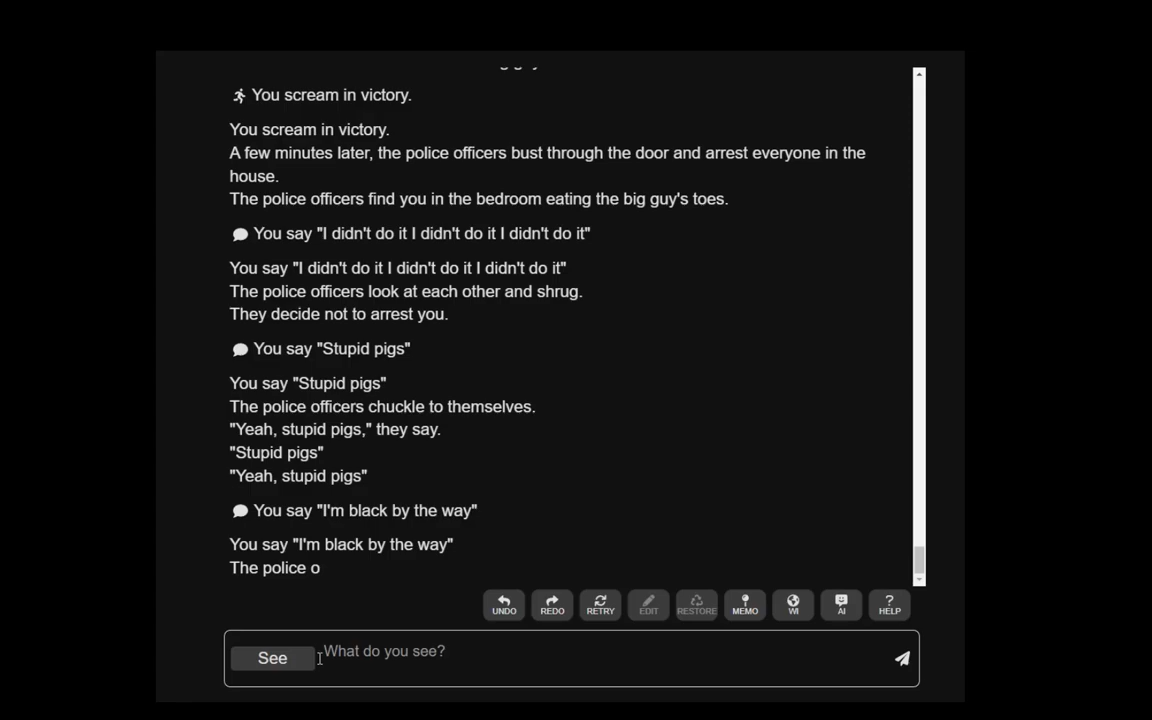 You scream in victory.
You scream in victory.
A few minutes later, the police officers bust through the door and arrest everyone in the
house.
The police officers find you in the bedroom eating the big guy's toes.
You say "I didn't do it I didn't do it I didn't do it"
You say "I didn't do it I didn't do it I didn't do it"
The police officers look at each other and shrug.
They decide not to arrest you.
You say "Stupid pigs"
You say "Stupid pigs"
The police officers chuckle to themselves.
"Yeah, stupid pigs," they say.
"Stupid pigs"
"Yeah, stupid pigs"
You say "I'm black by the way"
You say "I'm black by the way"
The police o
UNDO REDO RETRY EDIT RESTORE MEMO WI AI HELP
See What do you see?